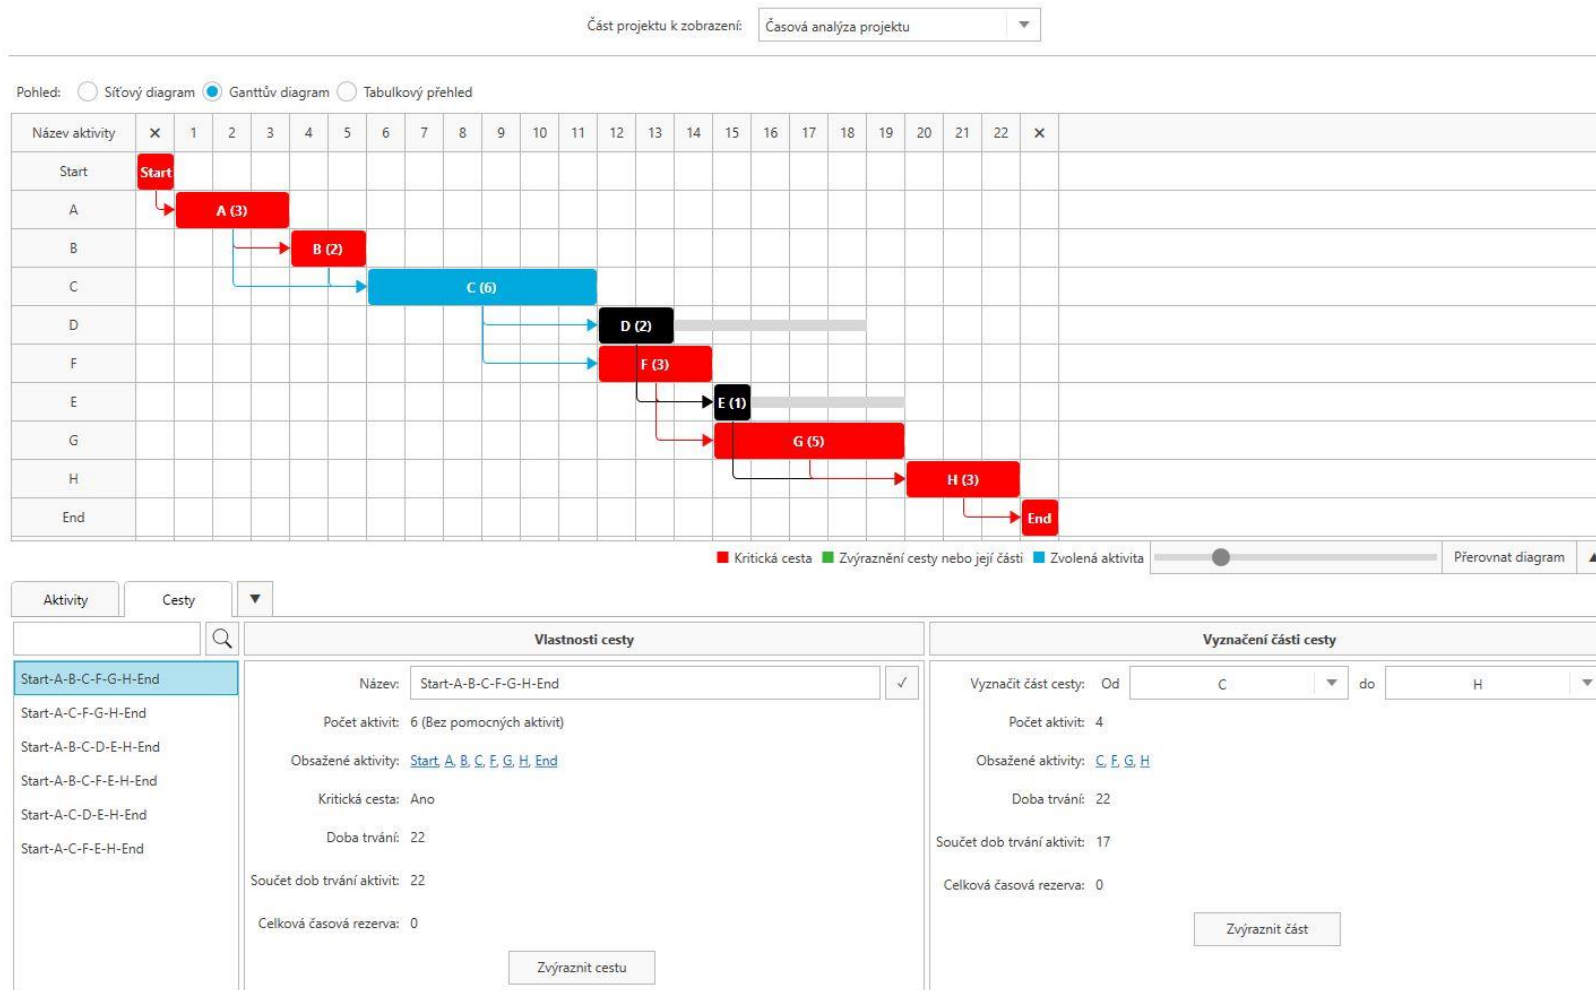 Část projektu k zobrazení: Časová analýza projektu
Pohled: Síťový diagram Ganttův diagram Tabulkový přehled
Název aktivity × 1 2 3 4 5 6 7 8 9 10 11 12 13 14 15 16 17 18 19 20 21 22 ×
Start Start
A A (3)
B B (2)
C C (6)
D D (2)
F F (3)
E E (1)
G G (5)
H H (3)
End End
Kritická cesta Zvýraznění cesty nebo její části Zvolená aktivita Přerovnat diagram
Aktivity Cesty
Vlastnosti cesty
Vyznačení části cesty
Start-A-B-C-F-G-H-End
Start-A-C-F-G-H-End
Start-A-B-C-D-E-H-End
Start-A-B-C-F-E-H-End
Start-A-C-D-E-H-End
Start-A-C-F-E-H-End
Název: Start-A-B-C-F-G-H-End
Počet aktivit: 6 (Bez pomocných aktivit)
Obsažené aktivity: Start, A, B, C, F, G, H, End
Kritická cesta: Ano
Doba trvání: 22
Součet dob trvání aktivit: 22
Celková časová rezerva: 0
Zvýraznit cestu
Vyznačit část cesty: Od C do H
Počet aktivit: 4
Obsažené aktivity: C, F, G, H
Doba trvání: 22
Součet dob trvání aktivit: 17
Celková časová rezerva: 0
Zvýraznit část